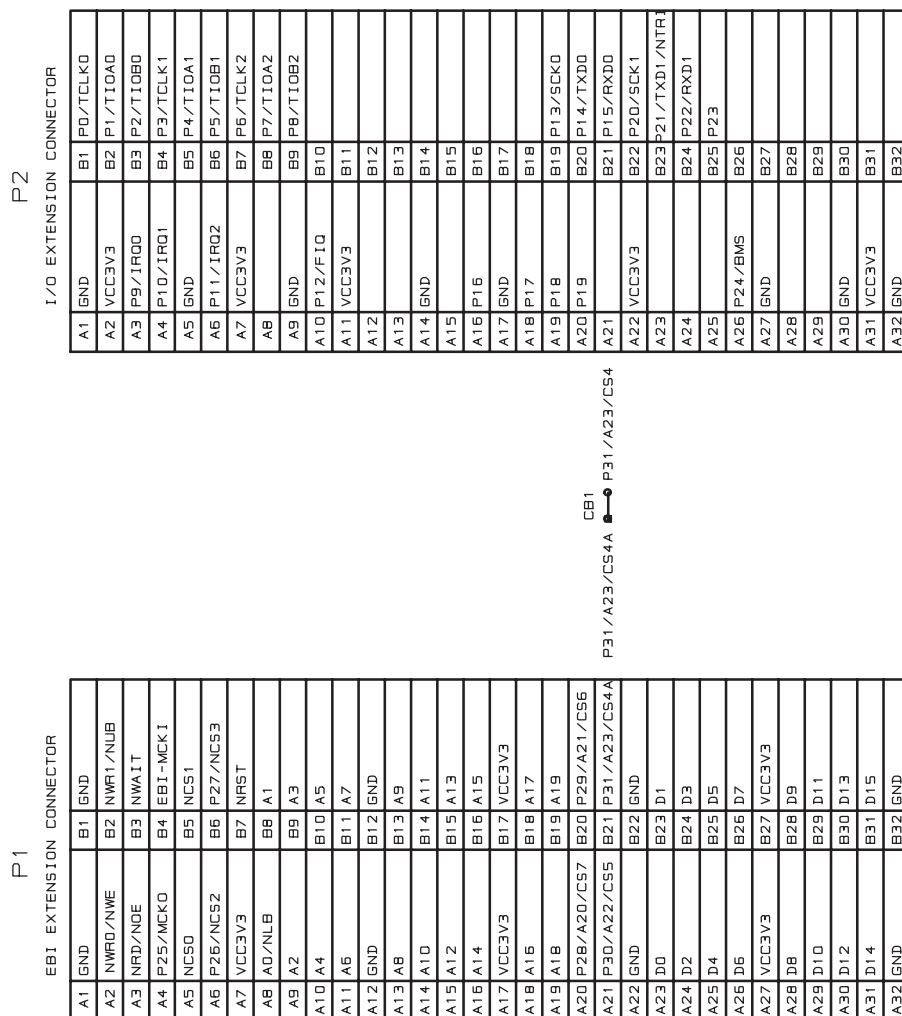 P1
EBI EXTENSION CONNECTOR
A1 GND B1 GND
A2 NWR0/NWE B2 NWR1/NUB
A3 NRD/NOE B3 NWAIT
A4 P25/MCKO B4 EBI-MCKI
A5 NCS0 B5 NCS1
A6 P26/NCS2 B6 P27/NCS3
A7 VCC3V3 B7 NRST
A8 A0/NLB B8 A1
A9 A2 B9 A3
A10 A4 B10 A5
A11 A6 B11 A7
A12 GND B12 GND
A13 A8 B13 A9
A14 A10 B14 A11
A15 A12 B15 A13
A16 A14 B16 A15
A17 VCC3V3 B17 VCC3V3
A18 A16 B18 A17
A19 A18 B19 A19
A20 P28/A20/CS7 B20 P29/A21/CS6
A21 P30/A22/CS5 B21 P31/A23/CS4A
A22 GND B22 GND
A23 D0 B23 D1
A24 D2 B24 D3
A25 D4 B25 D5
A26 D6 B26 D7
A27 VCC3V3 B27 VCC3V3
A28 D8 B28 D9
A29 D10 B29 D11
A30 D12 B30 D13
A31 D14 B31 D15
A32 GND B32 GND
CB1
P31/A23/CS4A P31/A23/CS4
P2
I/O EXTENSION CONNECTOR
A1 GND B1 P0/TCLK0
A2 VCC3V3 B2 P1/TIOA0
A3 P9/IRQ0 B3 P2/TIOB0
A4 P10/IRQ1 B4 P3/TCLK1
A5 GND B5 P4/TIOA1
A6 P11/IRQ2 B6 P5/TIOB1
A7 VCC3V3 B7 P6/TCLK2
A8 B8 P7/TIOA2
A9 GND B9 P8/TIOB2
A10 P12/FIQ B10
A11 VCC3V3 B11
A12 B12
A13 B13
A14 GND B14
A15 B15
A16 P16 B16
A17 GND B17
A18 P17 B18
A19 P18 B19 P13/SCK0
A20 P19 B20 P14/TXD0
A21 B21 P15/RXD0
A22 VCC3V3 B22 P20/SCK1
A23 B23 P21/TXD1/NTRI
A24 B24 P22/RXD1
A25 B25 P23
A26 P24/BMS B26
A27 GND B27
A28 B28
A29 B29
A30 GND B30
A31 VCC3V3 B31
A32 GND B32